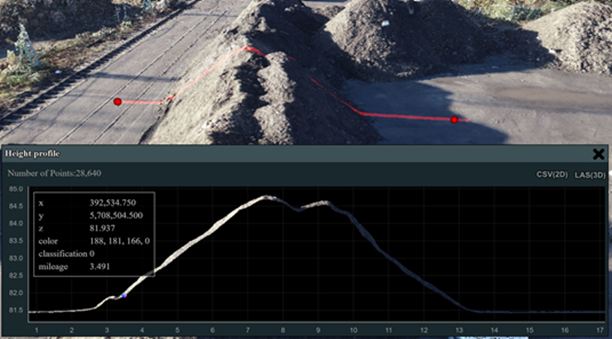 Height profile
Number of Points:28,640
CSV(2D) LAS(3D)
85.0
84.5
84.0
83.5
83.0
82.5
82.0
81.5
x 392,534.750
y 5,708,504.500
z 81.937
color 188, 181, 166, 0
classification 0
mileage 3.491
1 2 3 4 5 6 7 8 9 10 11 12 13 14 15 16 17